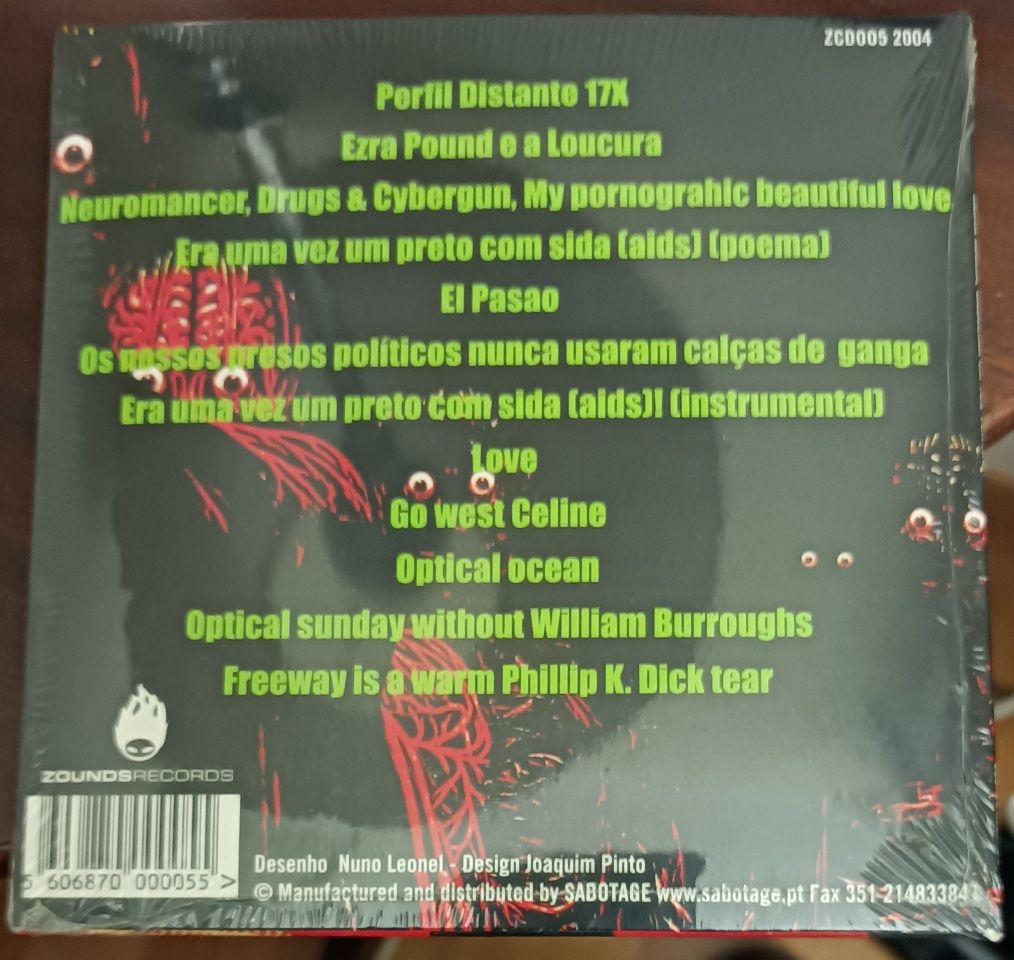 ZCD005 2004
Perfil Distante 17X
Ezra Pound e a Loucura
Neuromancer, Drugs & Cybergun, My pornograhic beautiful love
Era uma vez um preto com sida (aids) (poema)
El Pasao
Os nossos presos políticos nunca usaram calças de ganga
Era uma vez um preto com sida (aids)! (instrumental)
Love
Go west Celine
Optical ocean
Optical sunday without William Burroughs
Freeway is a warm Phillip K. Dick tear
ZOUNDSRECORDS
5 606870 000055 >
Desenho Nuno Leonel - Design Joaquim Pinto
© Manufactured and distributed by SABOTAGE www.sabotage.pt Fax 351-21483384